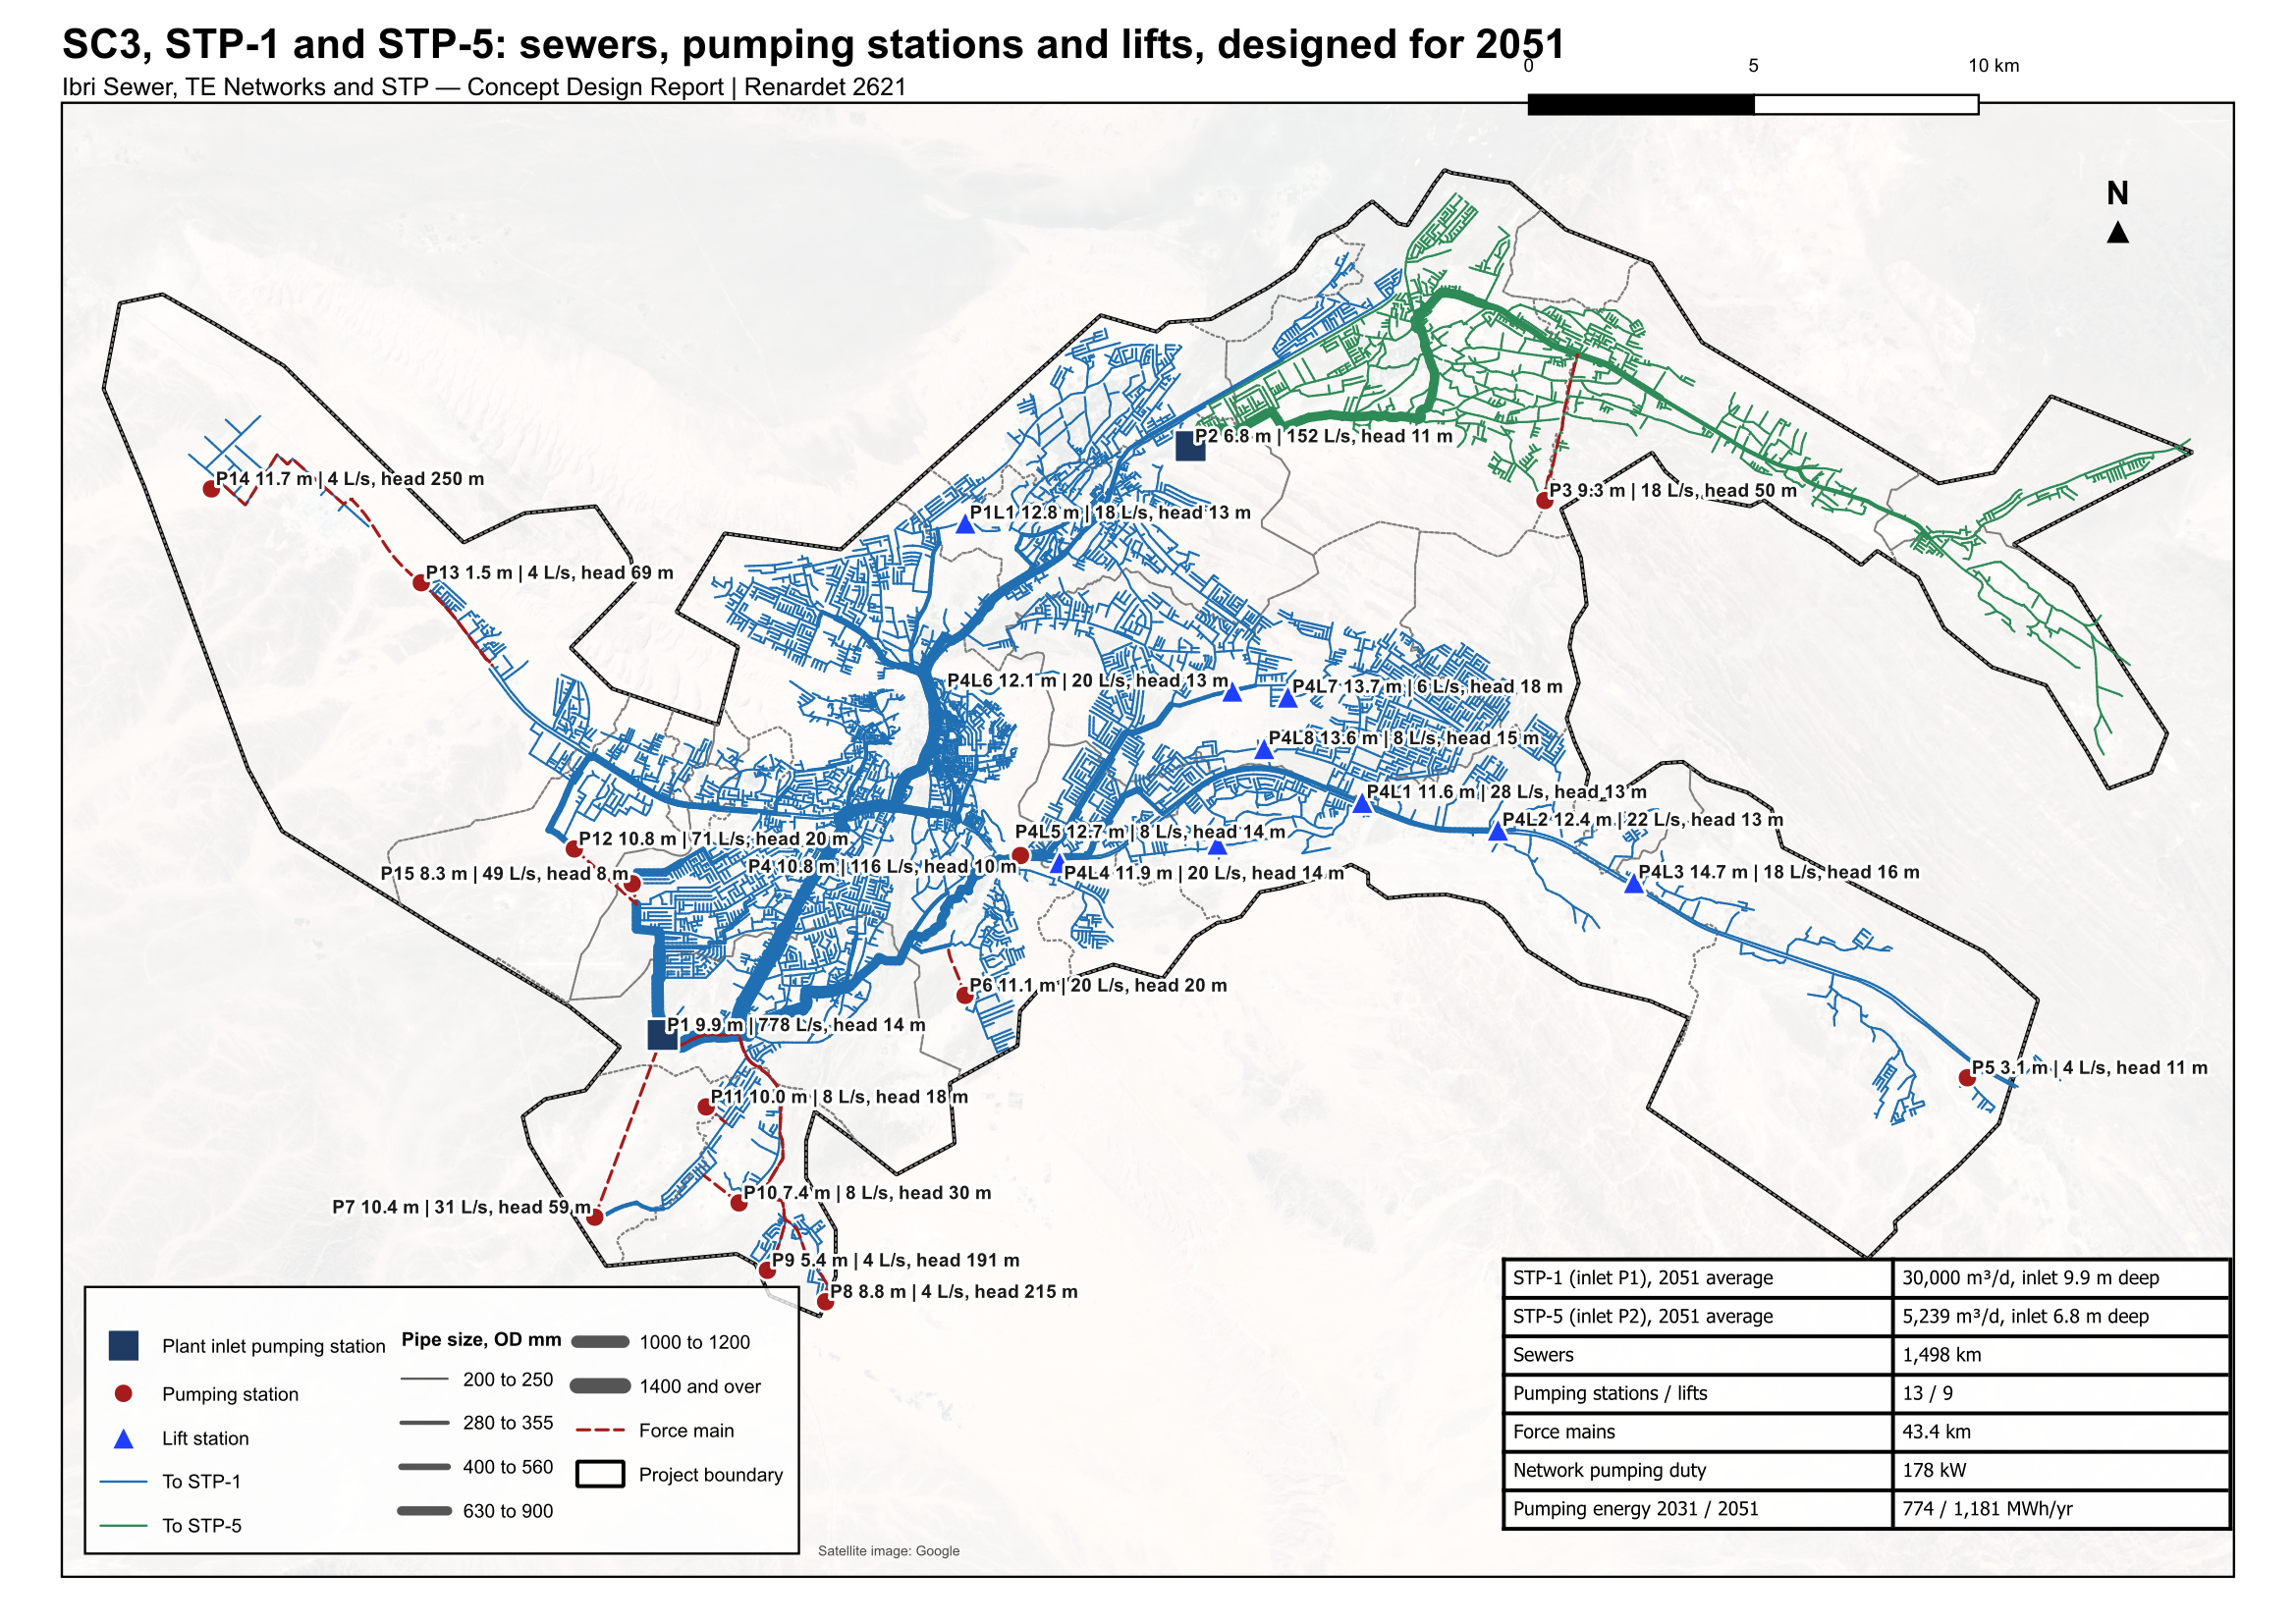 SC3, STP-1 and STP-5: sewers, pumping stations and lifts, designed for 2051
Ibri Sewer, TE Networks and STP — Concept Design Report | Renardet 2621
0 5 10 km
N
P2 6.8 m | 152 L/s, head 11 m
P14 11.7 m | 4 L/s, head 250 m
P3 9.3 m | 18 L/s, head 50 m
P1L1 12.8 m | 18 L/s, head 13 m
P13 1.5 m | 4 L/s, head 69 m
P4L6 12.1 m | 20 L/s, head 13 m
P4L7 13.7 m | 6 L/s, head 18 m
P4L8 13.6 m | 8 L/s, head 15 m
P4L1 11.6 m | 28 L/s, head 13 m
P4L2 12.4 m | 22 L/s, head 13 m
P4L5 12.7 m | 8 L/s, head 14 m
P12 10.8 m | 71 L/s, head 20 m
P4 10.8 m | 116 L/s, head 10 m
P15 8.3 m | 49 L/s, head 8 m
P4L4 11.9 m | 20 L/s, head 14 m
P4L3 14.7 m | 18 L/s, head 16 m
P6 11.1 m | 20 L/s, head 20 m
P1 9.9 m | 778 L/s, head 14 m
P5 3.1 m | 4 L/s, head 11 m
P11 10.0 m | 8 L/s, head 18 m
P10 7.4 m | 8 L/s, head 30 m
P7 10.4 m | 31 L/s, head 59 m
P9 5.4 m | 4 L/s, head 191 m
P8 8.8 m | 4 L/s, head 215 m
Plant inlet pumping station
Pumping station
Lift station
To STP-1
To STP-5
Pipe size, OD mm
200 to 250
280 to 355
400 to 560
630 to 900
1000 to 1200
1400 and over
Force main
Project boundary
Satellite image: Google
STP-1 (inlet P1), 2051 average 30,000 m³/d, inlet 9.9 m deep
STP-5 (inlet P2), 2051 average 5,239 m³/d, inlet 6.8 m deep
Sewers 1,498 km
Pumping stations / lifts 13 / 9
Force mains 43.4 km
Network pumping duty 178 kW
Pumping energy 2031 / 2051 774 / 1,181 MWh/yr